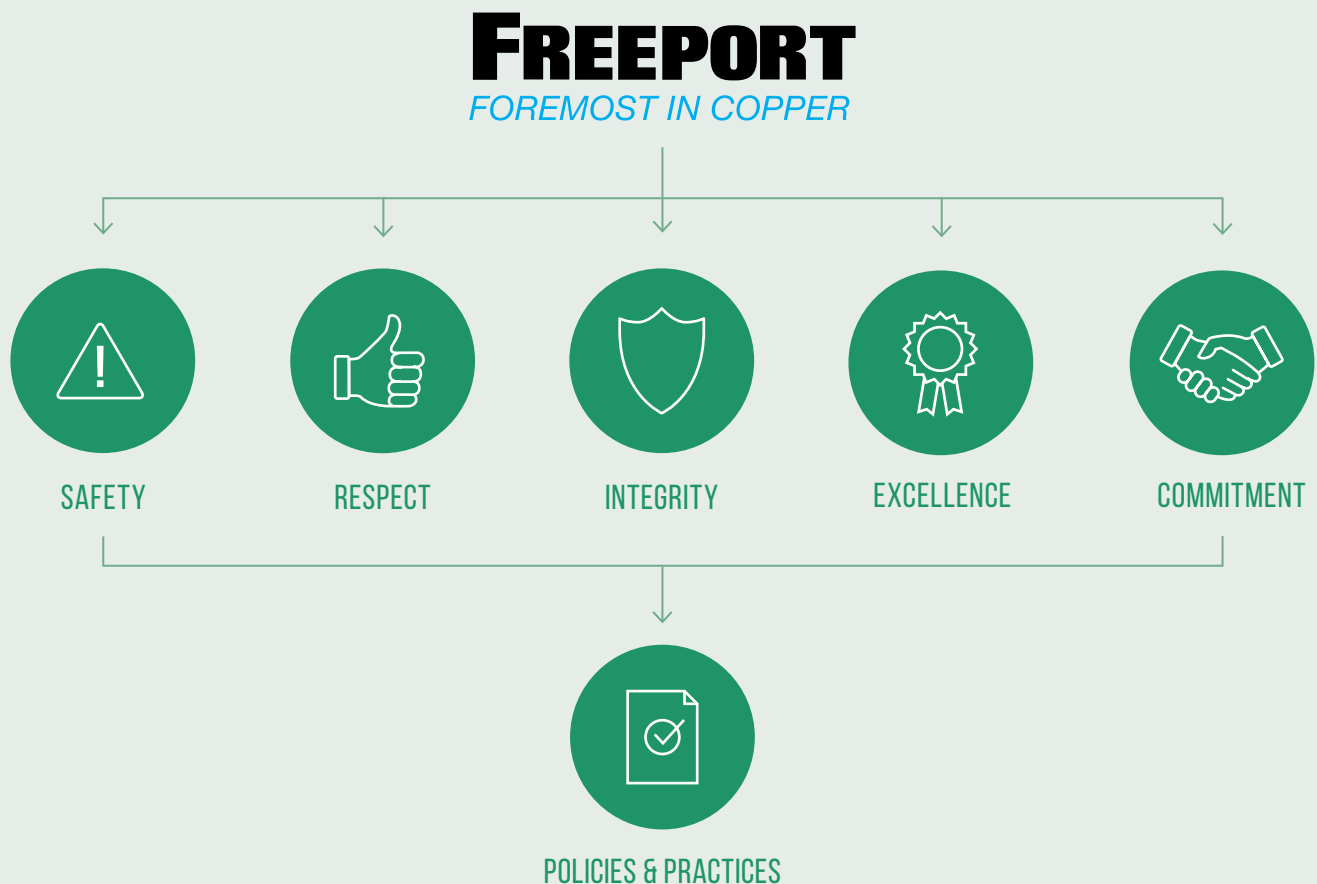 FREEPORT
FOREMOST IN COPPER
!
SAFETY
RESPECT
INTEGRITY
EXCELLENCE
COMMITMENT
POLICIES & PRACTICES